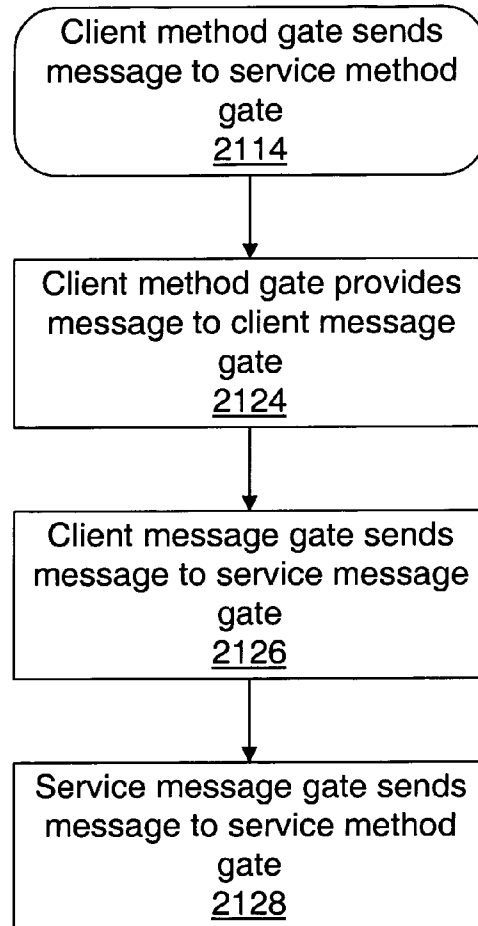 Client method gate sends
message to service method
gate
2114
Client method gate provides
message to client message
gate
2124
Client message gate sends
message to service message
gate
2126
Service message gate sends
message to service method
gate
2128